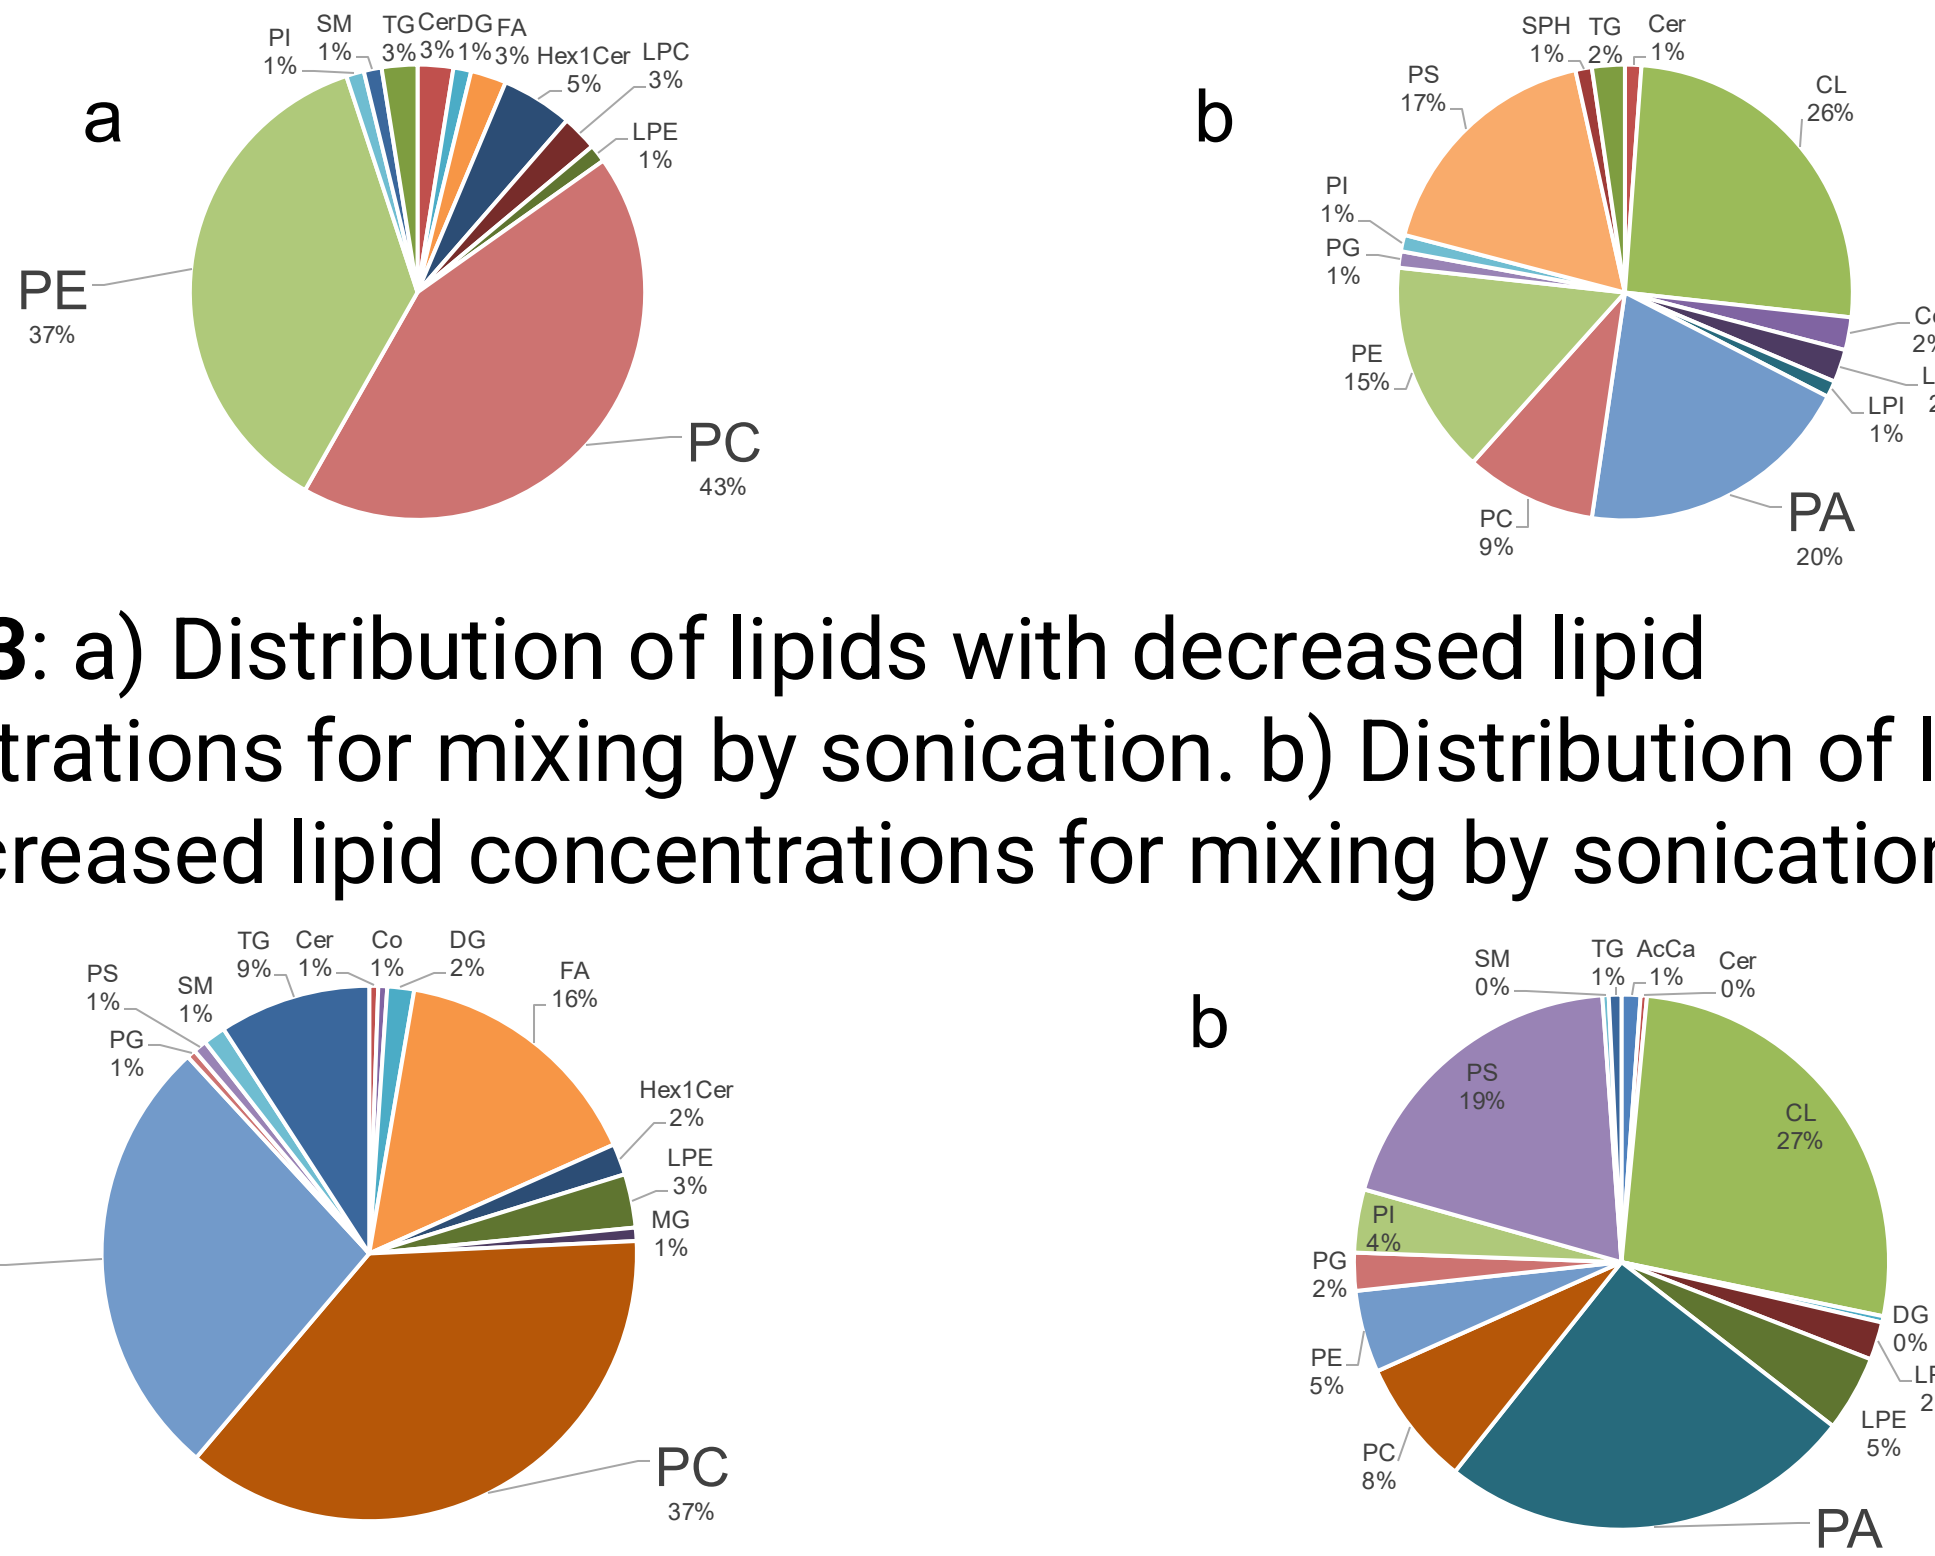 a
PI
1%
SM
1%
TG
3%
Cer
3%
DG
1%
FA
3%
Hex1Cer
5%
LPC
3%
LPE
1%
PE
37%
PC
43%
b
SPH
1%
TG
2%
Cer
1%
CL
26%
2%
LPI
1%
PA
20%
PC
9%
PE
15%
PG
1%
PI
1%
PS
17%
3: a) Distribution of lipids with decreased lipid
trations for mixing by sonication. b) Distribution of
creased lipid concentrations for mixing by sonication
PG
1%
PS
1%
SM
1%
TG
9%
Cer
1%
Co
1%
DG
2%
FA
16%
Hex1Cer
2%
LPE
3%
MG
1%
PC
37%
b
SM
0%
TG
1%
AcCa
1%
Cer
0%
CL
27%
DG
0%
LPE
5%
PA
PC
8%
PE
5%
PG
2%
PI
4%
PS
19%